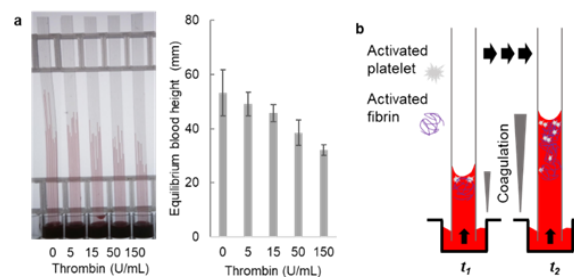 a
0 5 15 50 150
Thrombin (U/mL)
Equilibrium blood height (mm)
80
60
40
20
0
0 5 15 50 150
Thrombin (U/mL)
b
Activated
platelet
Activated
fibrin
Coagulation
t1
t2